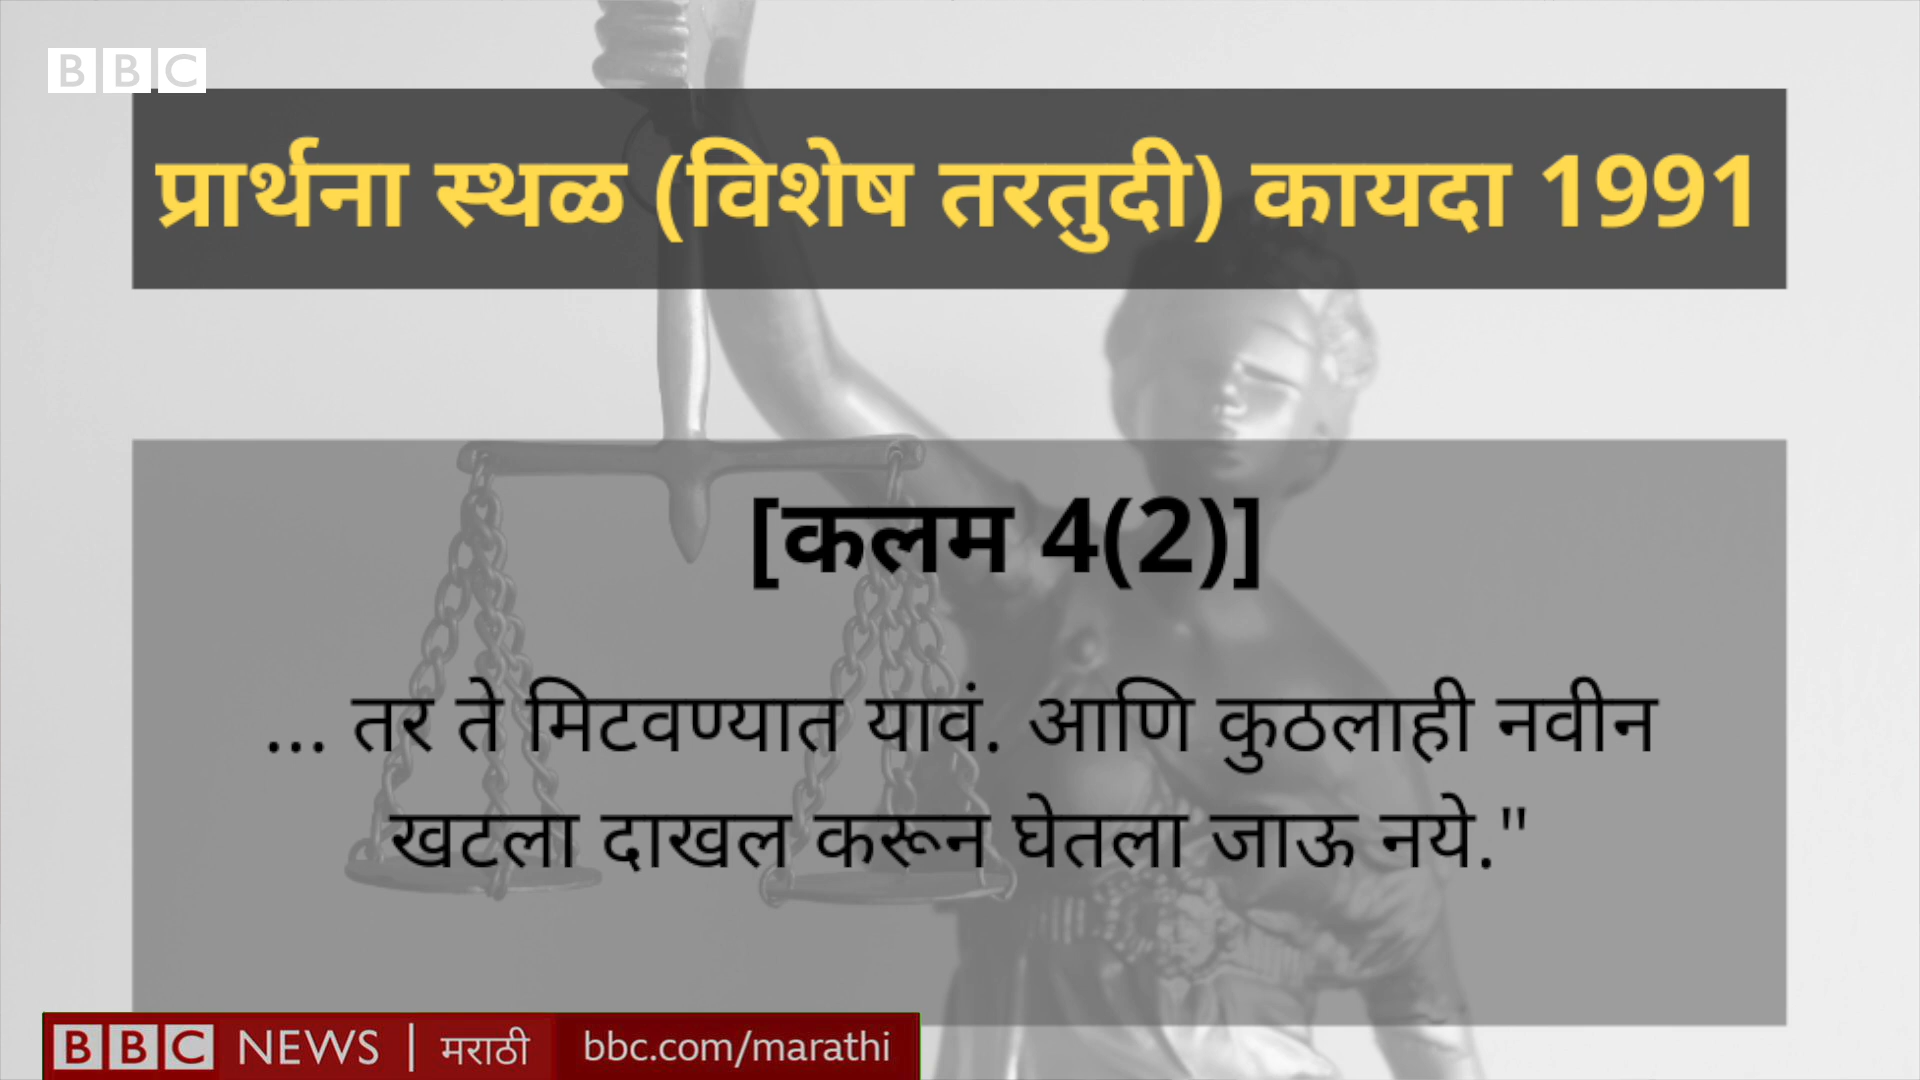 BBC
प्रार्थना स्थळ (विशेष तरतुदी) कायदा 1991
[कलम 4(2)]
... तर ते मिटवण्यात यावं. आणि कुठलाही नवीन
खटला दाखल करून घेतला जाऊ नये."
BBC NEWS | मराठी bbc.com/marathi